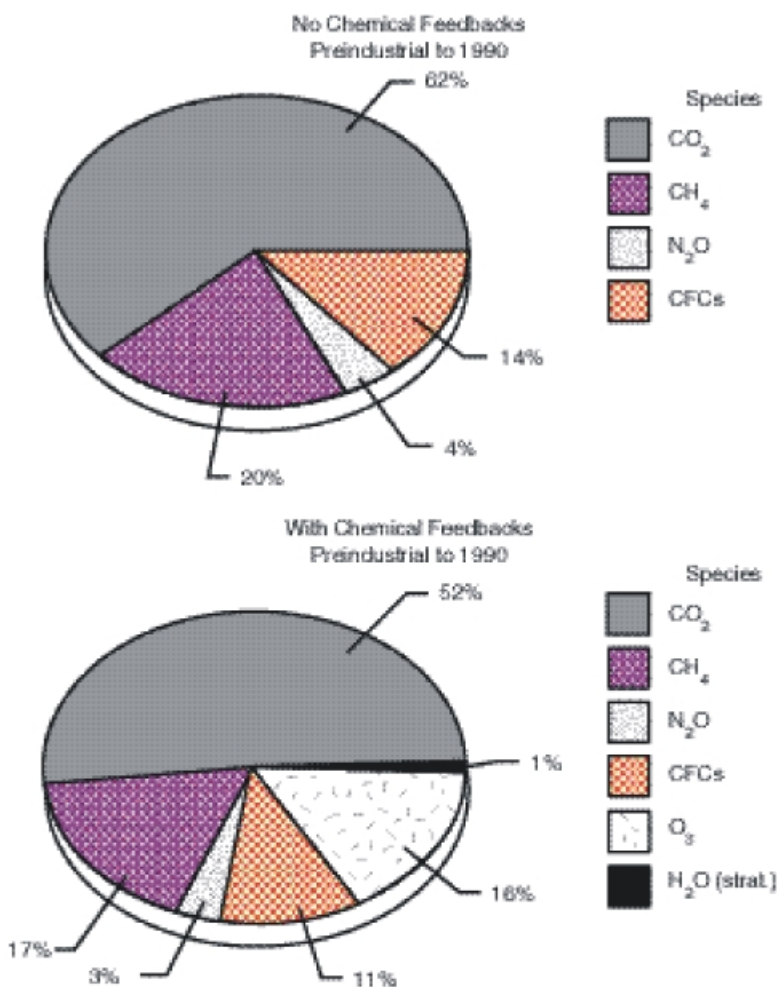 No Chemical Feedbacks
Preindustrial to 1990
62%
Species
CO₂
CH₄
N₂O
CFCs
14%
4%
20%
With Chemical Feedbacks
Preindustrial to 1990
52%
Species
CO₂
CH₄
N₂O
CFCs
O₃
H₂O (strat.)
1%
16%
17%
3%
11%